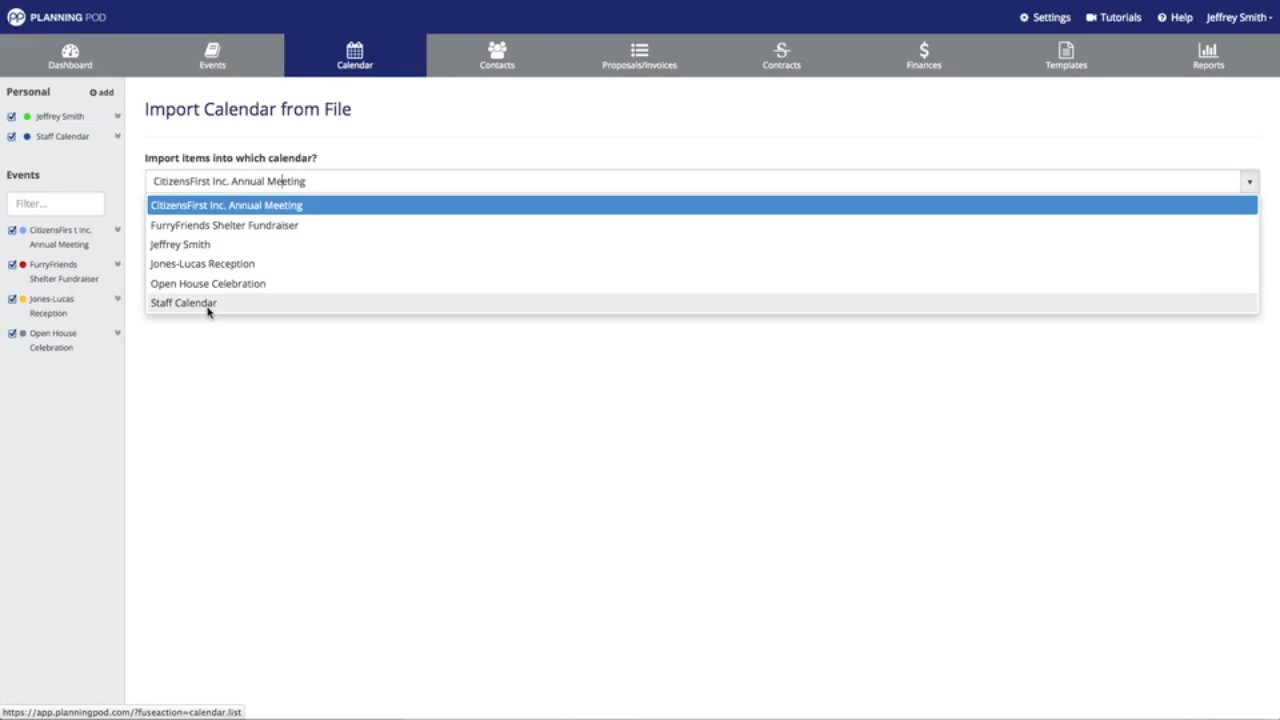 PLANNING POD
Settings Tutorials Help Jeffrey Smith
Dashboard Events Calendar Contacts Proposals/Invoices Contracts Finances Templates Reports
Personal add
Jeffrey Smith
Staff Calendar
Events
Filter...
CitizensFirs t Inc.
Annual Meeting
FurryFriends
Shelter Fundraiser
Jones-Lucas
Reception
Open House
Celebration
Import Calendar from File
Import items into which calendar?
CitizensFirst Inc. Annual Meeting
CitizensFirst Inc. Annual Meeting
FurryFriends Shelter Fundraiser
Jeffrey Smith
Jones-Lucas Reception
Open House Celebration
Staff Calendar
https://app.planningpod.com/?fuseaction=calendar.list